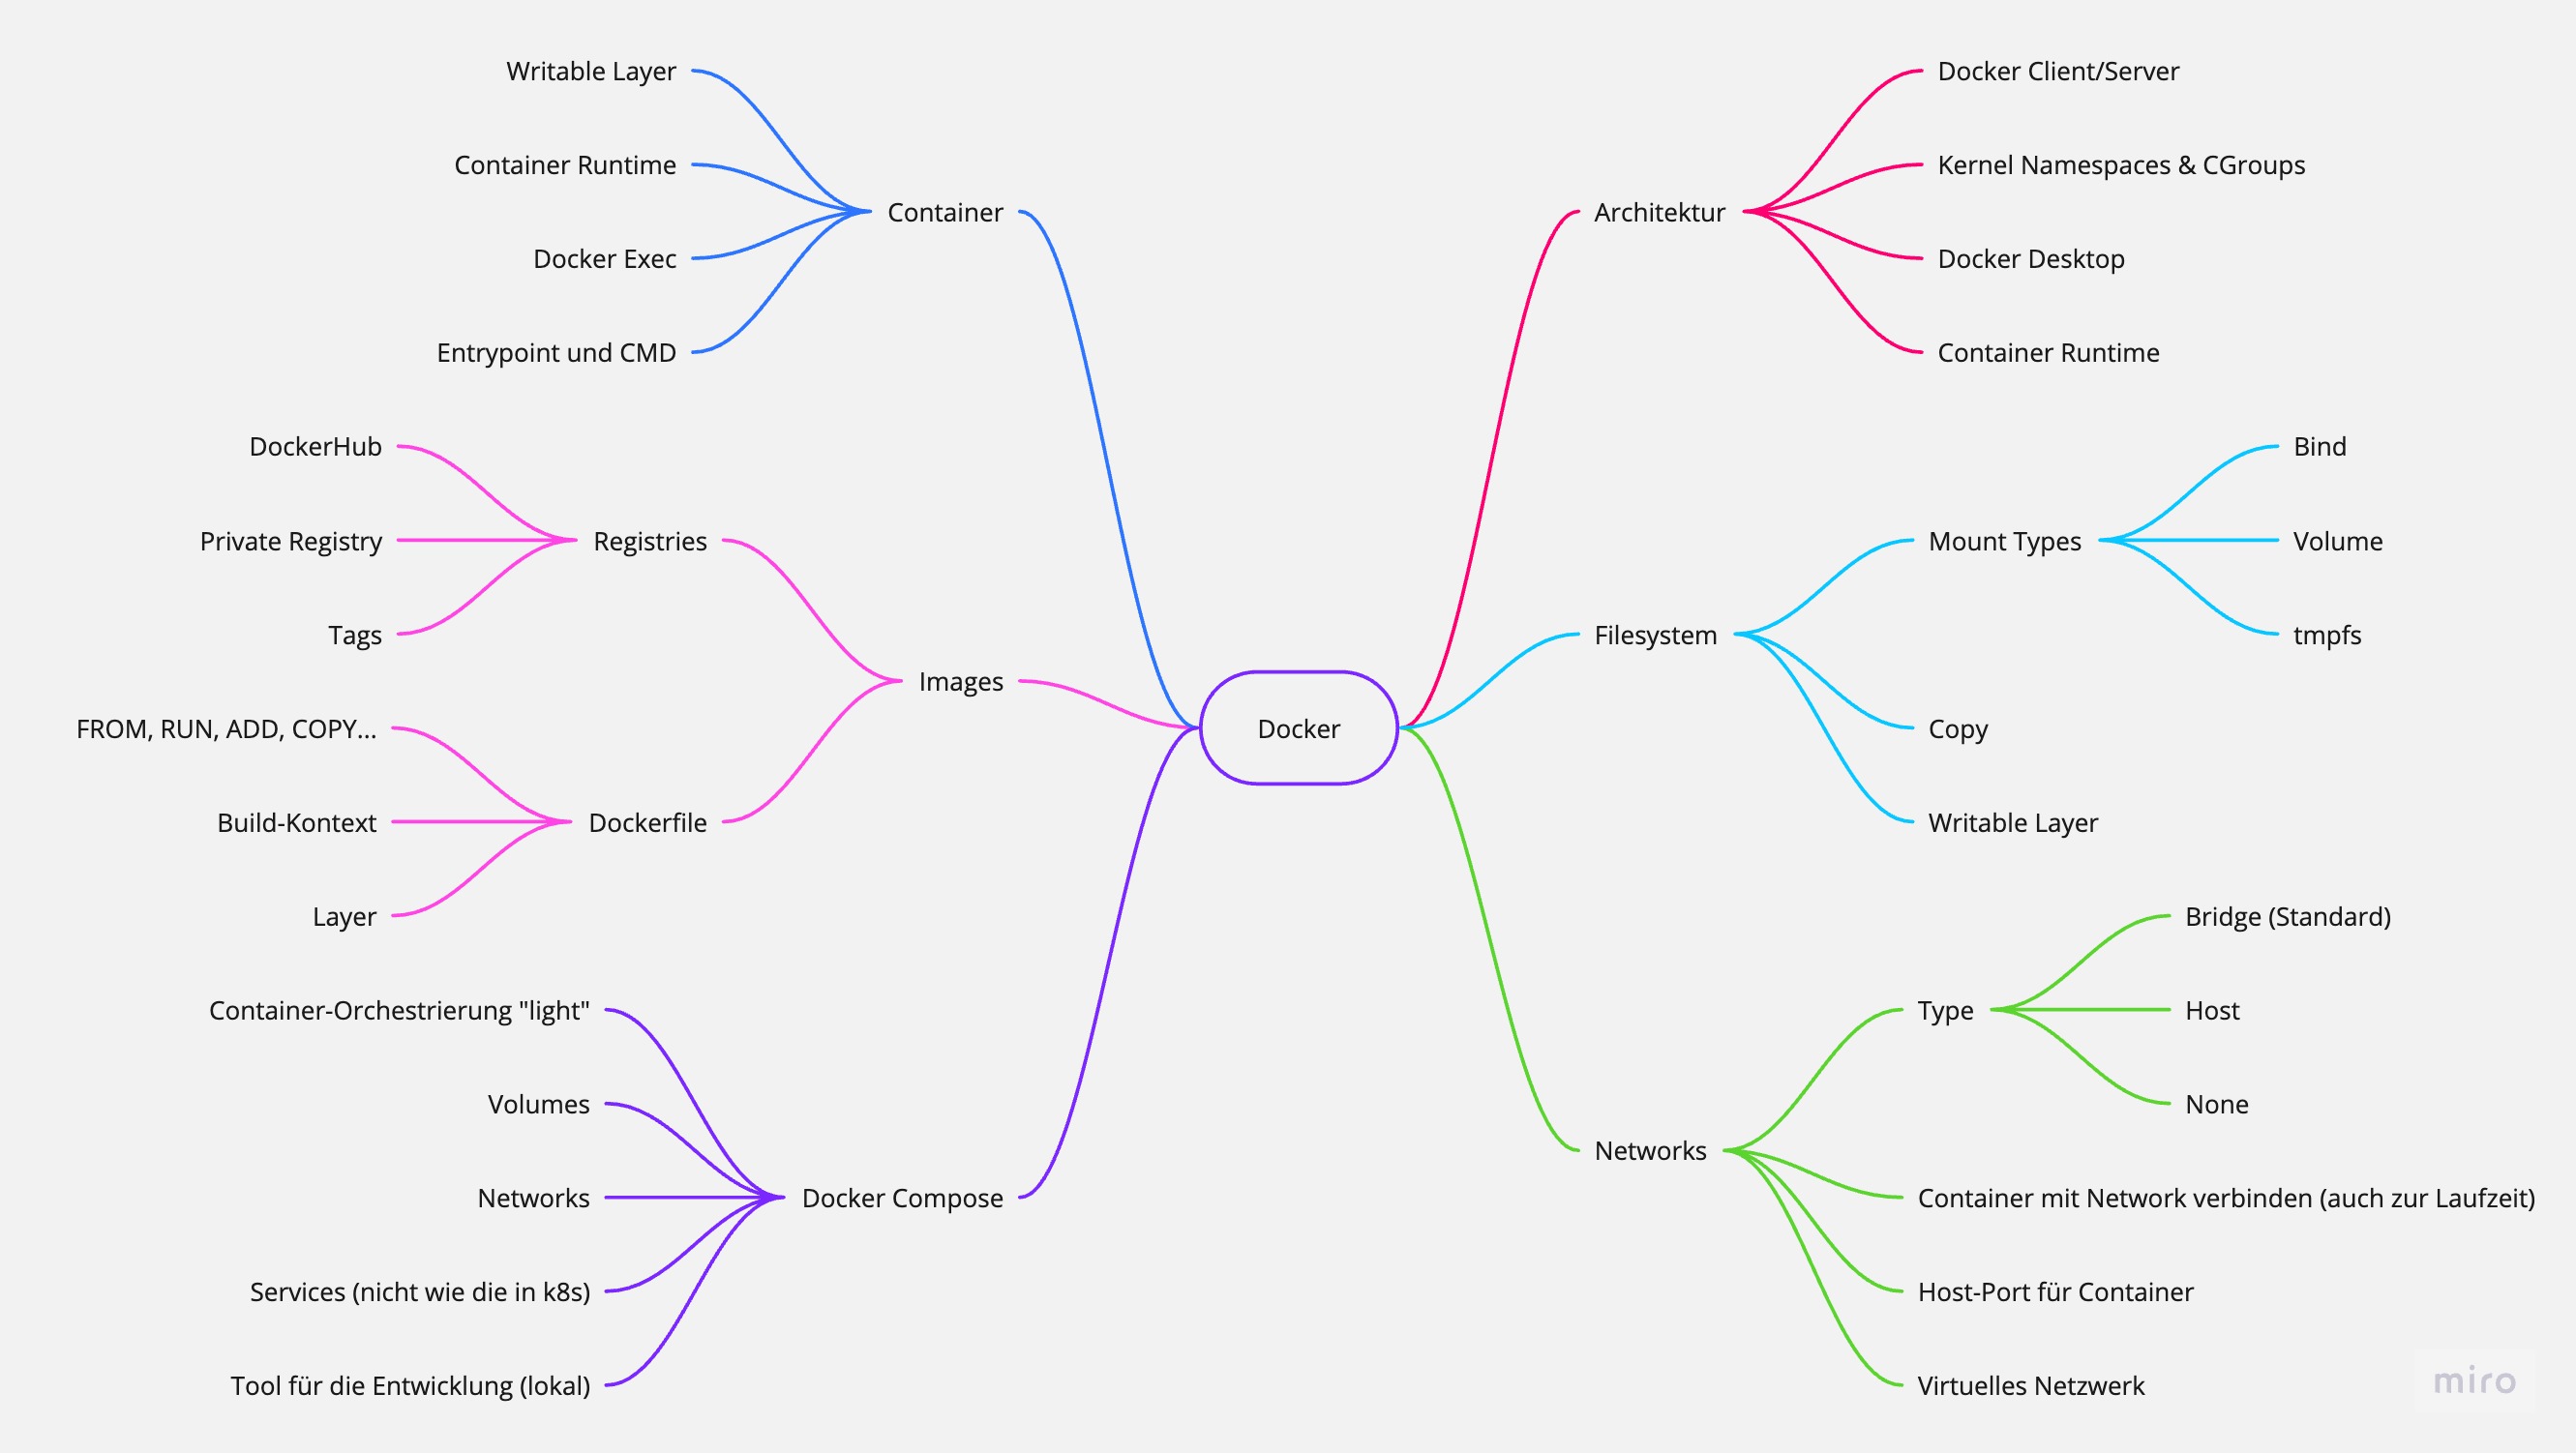 Writable Layer
Container Runtime
Docker Exec
Entrypoint und CMD
Container
DockerHub
Private Registry
Tags
Registries
FROM, RUN, ADD, COPY...
Build-Kontext
Layer
Dockerfile
Images
Container-Orchestrierung "light"
Volumes
Networks
Services (nicht wie die in k8s)
Tool für die Entwicklung (lokal)
Docker Compose
Docker
Architektur
Docker Client/Server
Kernel Namespaces & CGroups
Docker Desktop
Container Runtime
Filesystem
Mount Types
Bind
Volume
tmpfs
Copy
Writable Layer
Networks
Type
Bridge (Standard)
Host
None
Container mit Network verbinden (auch zur Laufzeit)
Host-Port für Container
Virtuelles Netzwerk
miro